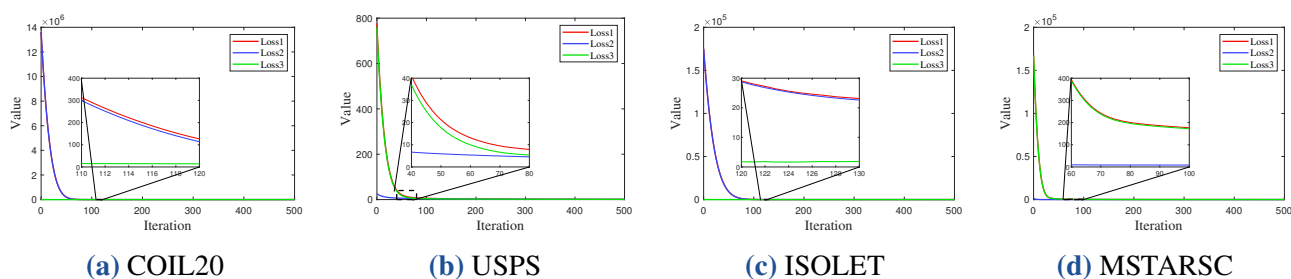 ×10⁶
14
12
10
8
6
4
2
0
Value
0 100 200 300 400 500
Iteration
Loss1
Loss2
Loss3
400
300
200
100
0
110 112 114 116 118 120
(a) COIL20
800
600
400
200
0
Value
0 100 200 300 400 500
Iteration
Loss1
Loss2
Loss3
40
30
20
10
0
40 50 60 70 80
(b) USPS
×10⁵
2
1.5
1
0.5
0
Value
0 100 200 300 400 500
Iteration
Loss1
Loss2
Loss3
30
20
10
0
120 122 124 126 128 130
(c) ISOLET
×10⁵
2
1.5
1
0.5
0
Value
0 100 200 300 400 500
Iteration
Loss1
Loss2
Loss3
400
300
200
100
0
60 70 80 90 100
(d) MSTARSC